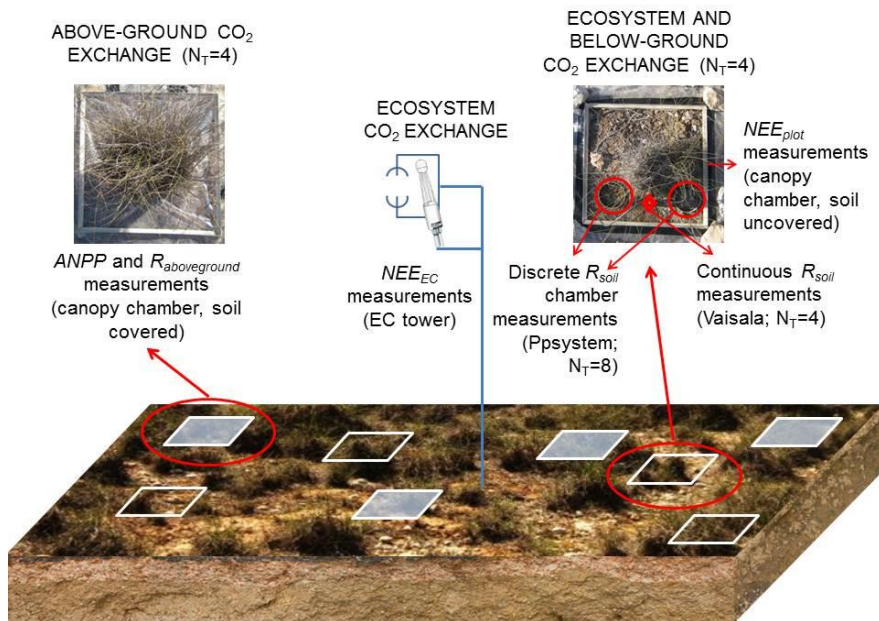 ABOVE-GROUND CO2
EXCHANGE (NT=4)
ANPP and Raboveground
measurements
(canopy chamber, soil
covered)
ECOSYSTEM
CO2 EXCHANGE
NEEEC
measurements
(EC tower)
ECOSYSTEM AND
BELOW-GROUND
CO2 EXCHANGE (NT=4)
NEEplot
measurements
(canopy
chamber, soil
uncovered)
Discrete Rsoil
chamber
measurements
(Ppsystem;
NT=8)
Continuous Rsoil
measurements
(Vaisala; NT=4)